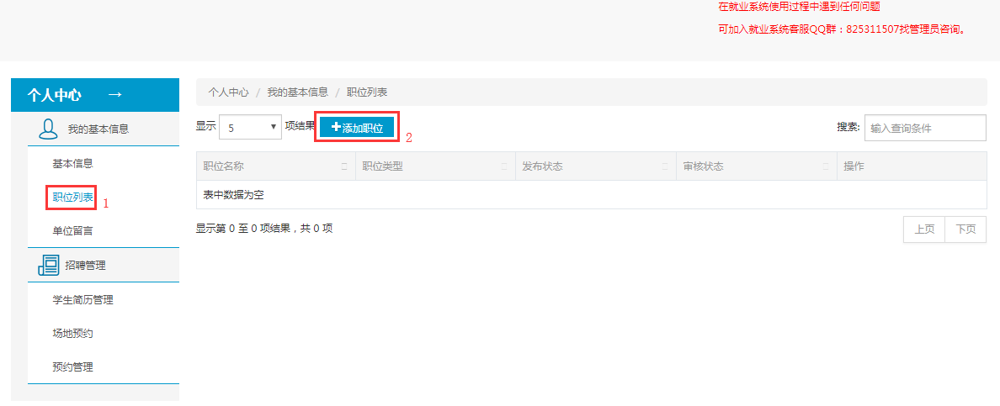 在就业系统使用过程中遇到任何问题
可加入就业系统客服QQ群：825311507找管理员咨询。
个人中心 →
个人中心 / 我的基本信息 / 职位列表
我的基本信息
显示 5 项结果 +添加职位 2
搜索: 输入查询条件
职位名称 职位类型 发布状态 审核状态 操作
基本信息
表中数据为空
职位列表 1
单位留言
显示第 0 至 0 项结果，共 0 项
上页 下页
招聘管理
学生简历管理
场地预约
预约管理